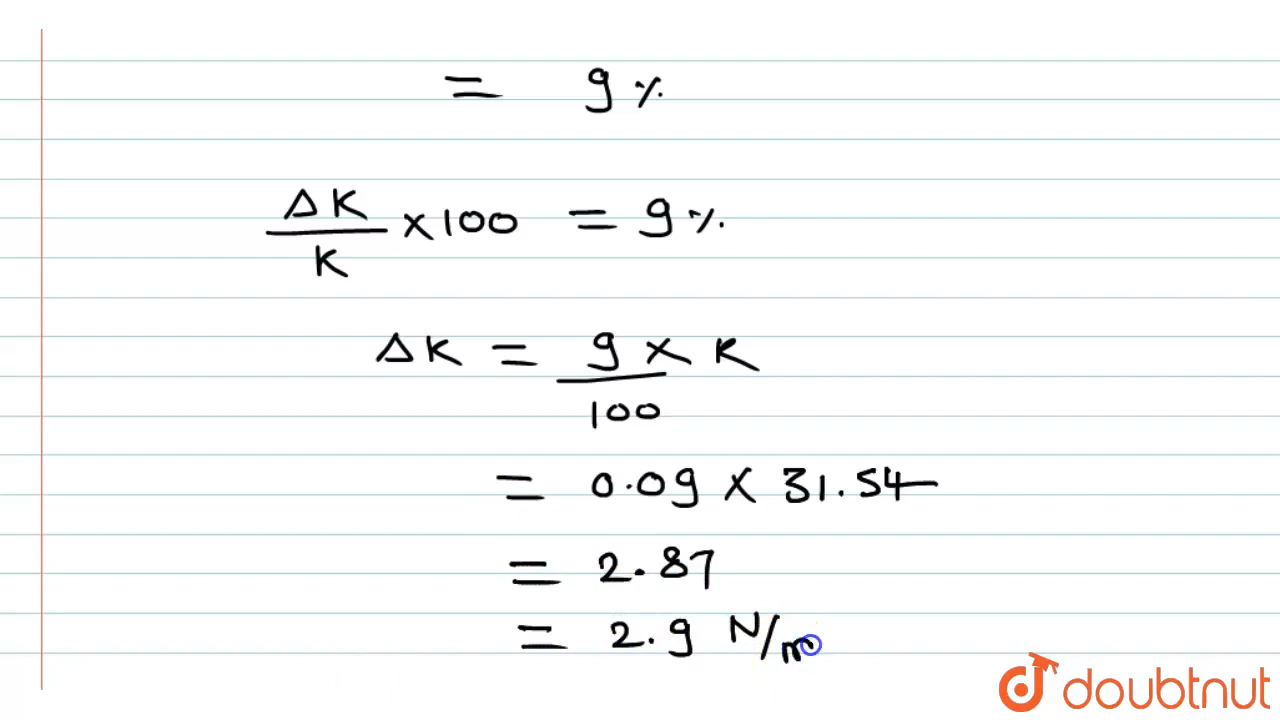 = 9%
ΔK/K × 100 = 9%
ΔK = 9 × K
100
= 0.09 × 31.54
= 2.87
= 2.9 N/m
doubtnut